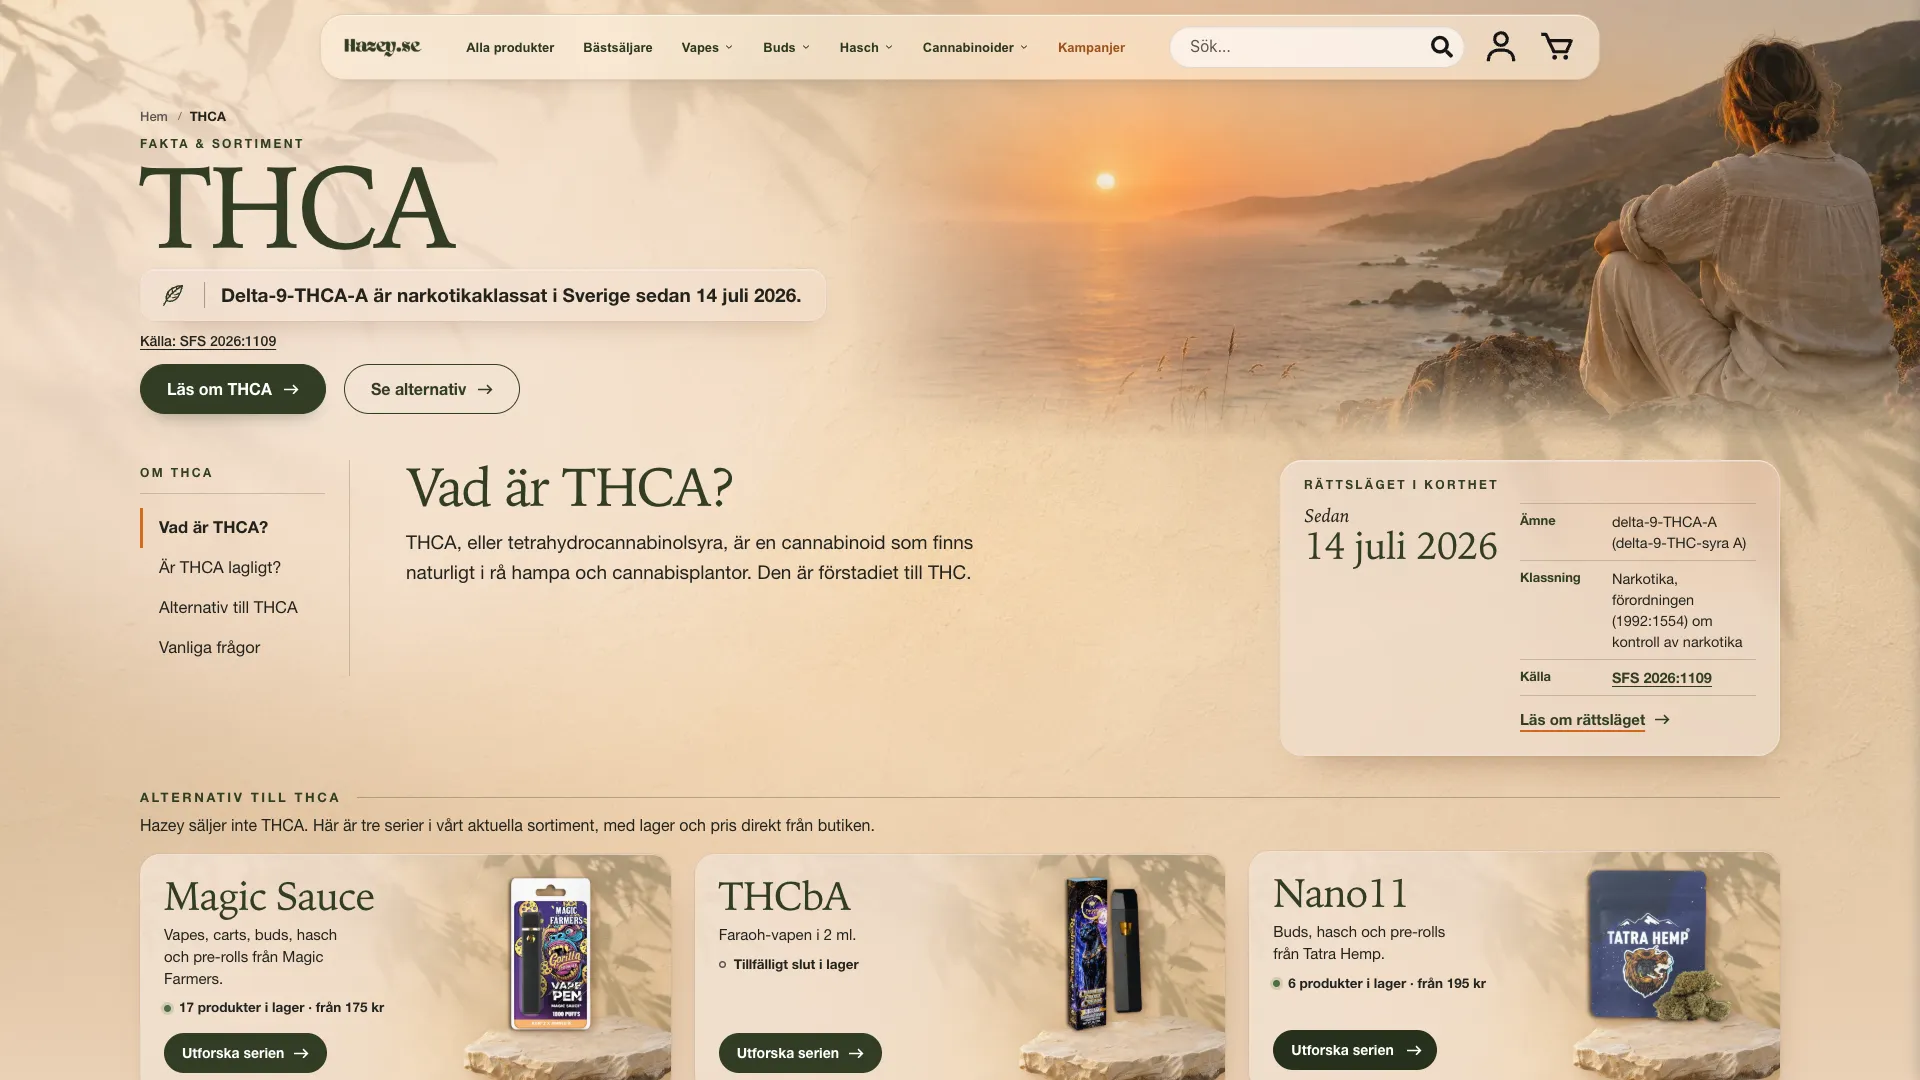 Hazey.se
Alla produkter
Bästsäljare
Vapes
Buds
Hasch
Cannabinoider
Kampanjer
Sök...
Hem / THCA
FAKTA & SORTIMENT
THCA
Delta-9-THCA-A är narkotikaklassat i Sverige sedan 14 juli 2026.
Källa: SFS 2026:1109
Läs om THCA →
Se alternativ →
OM THCA
Vad är THCA?
Är THCA lagligt?
Alternativ till THCA
Vanliga frågor
Vad är THCA?
THCA, eller tetrahydrocannabinolsyra, är en cannabinoid som finns
naturligt i rå hampa och cannabisplantor. Den är förstadiet till THC.
RÄTTSLÄGET I KORTHET
Sedan
14 juli 2026
Ämne
delta-9-THCA-A
(delta-9-THC-syra A)
Klassning
Narkotika,
förordningen
(1992:1554) om
kontroll av narkotika
Källa
SFS 2026:1109
Läs om rättsläget →
ALTERNATIV TILL THCA
Hazey säljer inte THCA. Här är tre serier i vårt aktuella sortiment, med lager och pris direkt från butiken.
Magic Sauce
Vapes, carts, buds, hasch
och pre-rolls från Magic
Farmers.
17 produkter i lager · från 175 kr
Utforska serien →
MAGIC
FARMERS
Gorilla
VAPE
PEN
MAGIC SAUCE
1200 PUFFS
THCbA
Faraoh-vapen i 2 ml.
Tillfälligt slut i lager
Utforska serien →
Nano11
Buds, hasch och pre-rolls
från Tatra Hemp.
6 produkter i lager · från 195 kr
Utforska serien →
TATRA HEMP